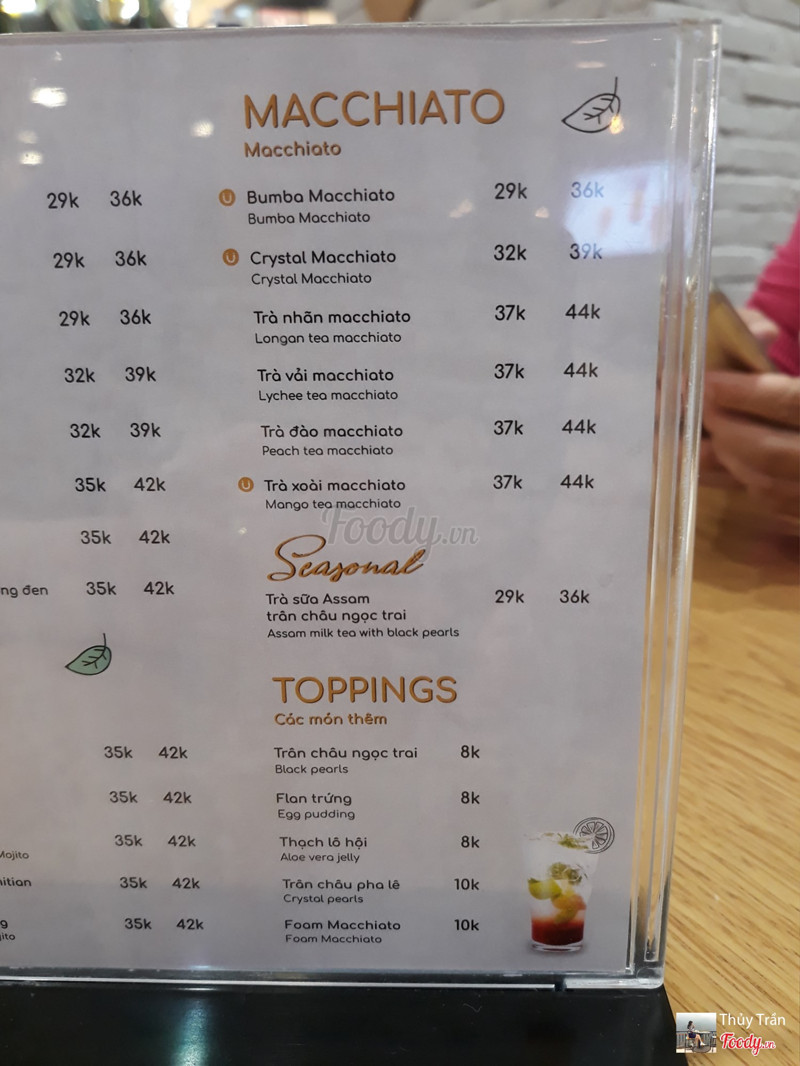 29k 36k
29k 36k
29k 36k
32k 39k
32k 39k
35k 42k
35k 42k
ng đen 35k 42k
35k 42k
35k 42k
35k 42k
Mojito
35k 42k
35k 42k
MACCHIATO
Macchiato
Bumba Macchiato 29k 36k
Bumba Macchiato
Crystal Macchiato 32k 39k
Crystal Macchiato
Trà nhãn macchiato 37k 44k
Longan tea macchiato
Trà vải macchiato 37k 44k
Lychee tea macchiato
Trà đào macchiato 37k 44k
Peach tea macchiato
Trà xoài macchiato 37k 44k
Mango tea macchiato
Foody.vn
Seasonal
Trà sữa Assam 29k 36k
trân châu ngọc trai
Assam milk tea with black pearls
TOPPINGS
Các món thêm
Trân châu ngọc trai 8k
Black pearls
Flan trứng 8k
Egg pudding
Thạch lô hội 8k
Aloe vera jelly
Trân châu pha lê 10k
Crystal pearls
Foam Macchiato 10k
Foam Macchiato
Thủy Trần
Foody.vn